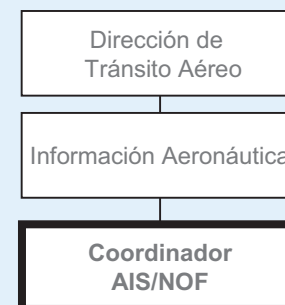 Dirección de
Tránsito Aéreo
Información Aeronáutica
Coordinador
AIS/NOF